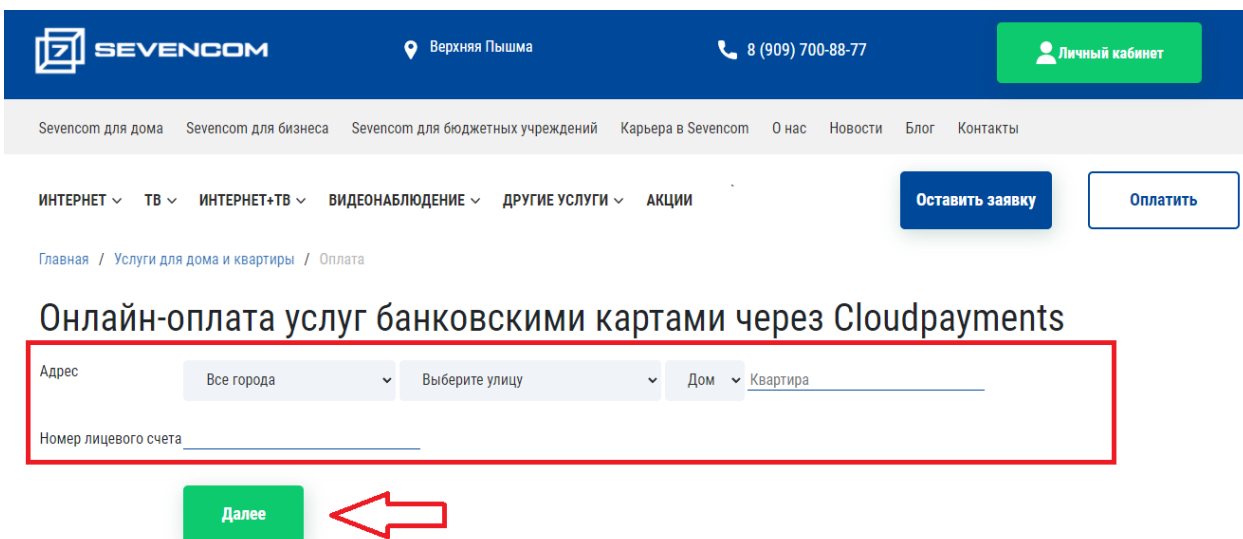 7 SEVENCOM Верхняя Пышма 8 (909) 700-88-77 Личный кабинет
Sevencom для дома Sevencom для бизнеса Sevencom для бюджетных учреждений Карьера в Sevencom О нас Новости Блог Контакты
ИНТЕРНЕТ ТВ ИНТЕРНЕТ+ТВ ВИДЕОНАБЛЮДЕНИЕ ДРУГИЕ УСЛУГИ АКЦИИ Оставить заявку Оплатить
Главная / Услуги для дома и квартиры / Оплата
Онлайн-оплата услуг банковскими картами через Cloudpayments
Адрес Все города Выберите улицу Дом Квартира
Номер лицевого счета
Далее